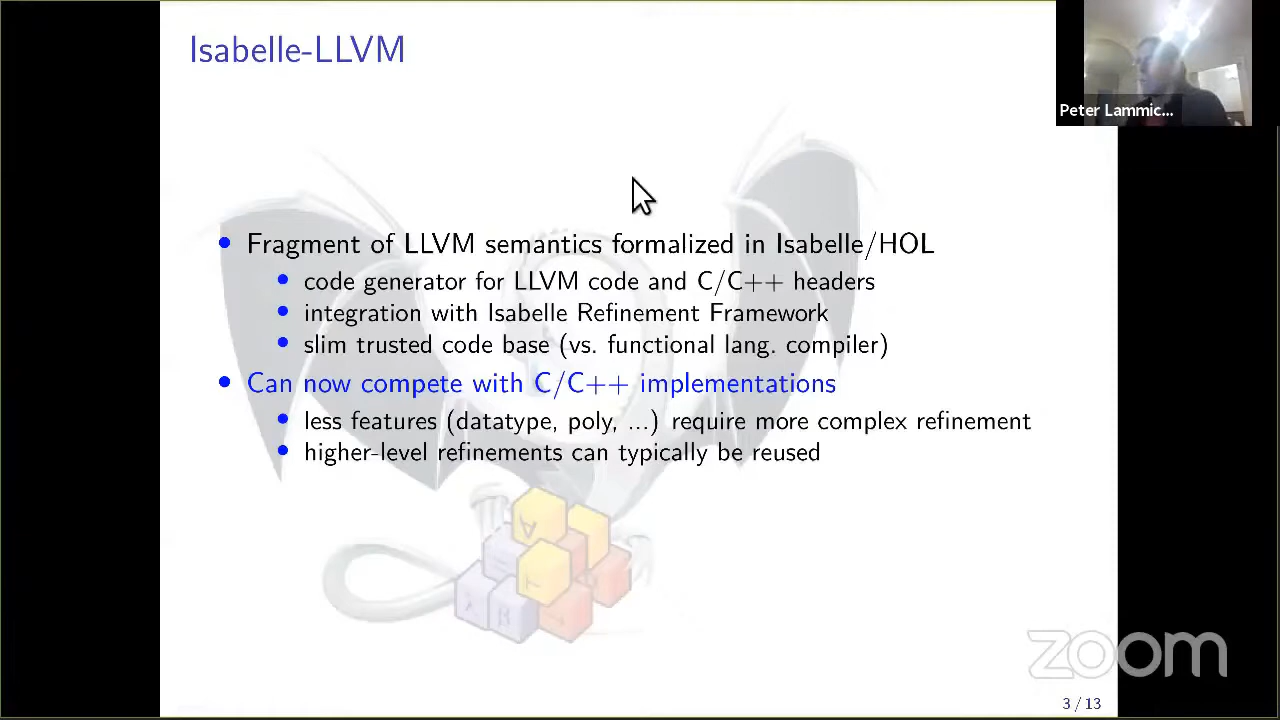 Isabelle-LLVM
Peter Lammic...
• Fragment of LLVM semantics formalized in Isabelle/HOL
• code generator for LLVM code and C/C++ headers
• integration with Isabelle Refinement Framework
• slim trusted code base (vs. functional lang. compiler)
• Can now compete with C/C++ implementations
• less features (datatype, poly, ...) require more complex refinement
• higher-level refinements can typically be reused
λ β
zoom
3 / 13